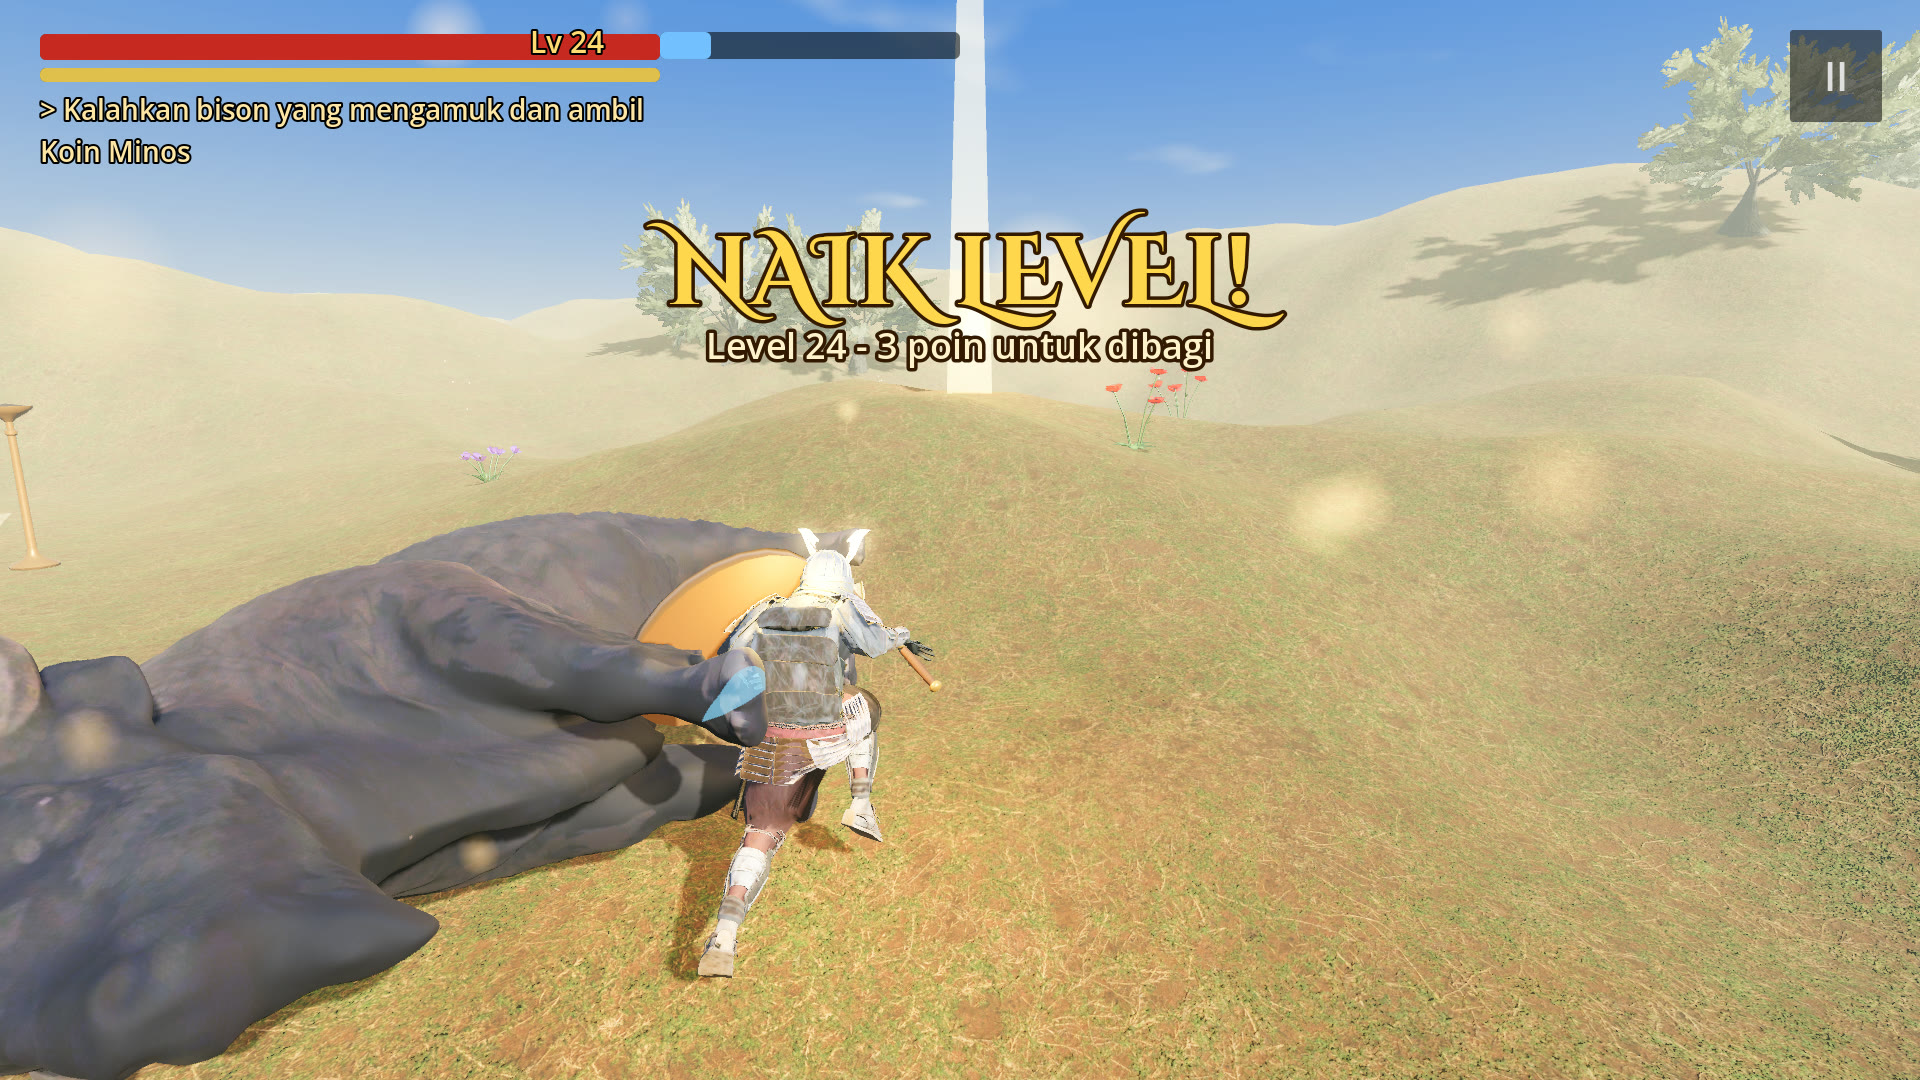 Lv 24
> Kalahkan bison yang mengamuk dan ambil
Koin Minos
NAIK LEVEL!
Level 24 - 3 poin untuk dibagi